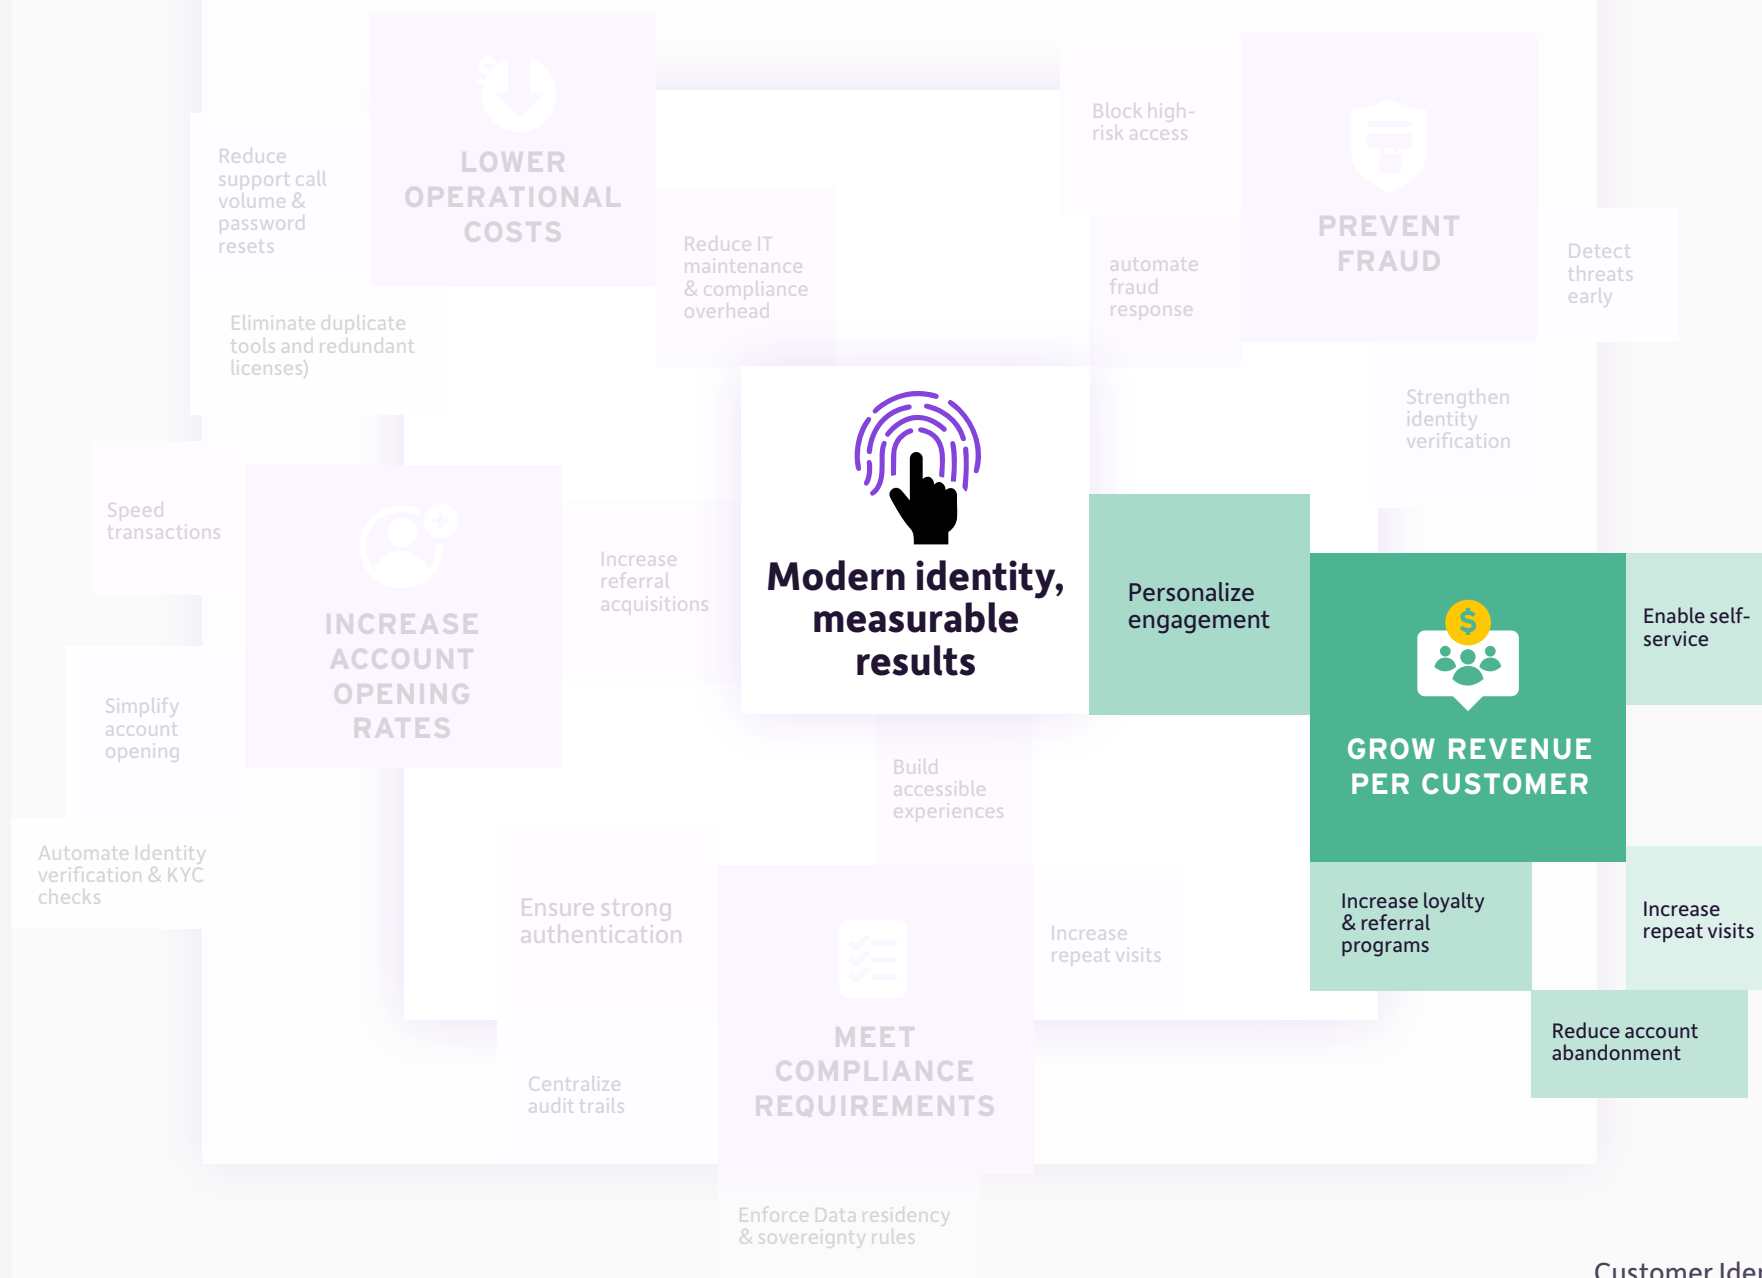 LOWER
OPERATIONAL
COSTS
Reduce
support call
volume &
password
resets
Eliminate duplicate
tools and redundant
licenses)
Reduce IT
maintenance
& compliance
overhead
Block high-
risk access
automate
fraud
response
PREVENT
FRAUD
Detect
threats
early
Strengthen
identity
verification
Speed
transactions
INCREASE
ACCOUNT
OPENING
RATES
Increase
referral
acquisitions
Simplify
account
opening
Automate Identity
verification & KYC
checks
Modern identity,
measurable
results
Personalize
engagement
$
GROW REVENUE
PER CUSTOMER
Enable self-
service
Increase loyalty
& referral
programs
Increase
repeat visits
Reduce account
abandonment
Build
accessible
experiences
Ensure strong
authentication
MEET
COMPLIANCE
REQUIREMENTS
Increase
repeat visits
Centralize
audit trails
Enforce Data residency
& sovereignty rules
Customer Iden